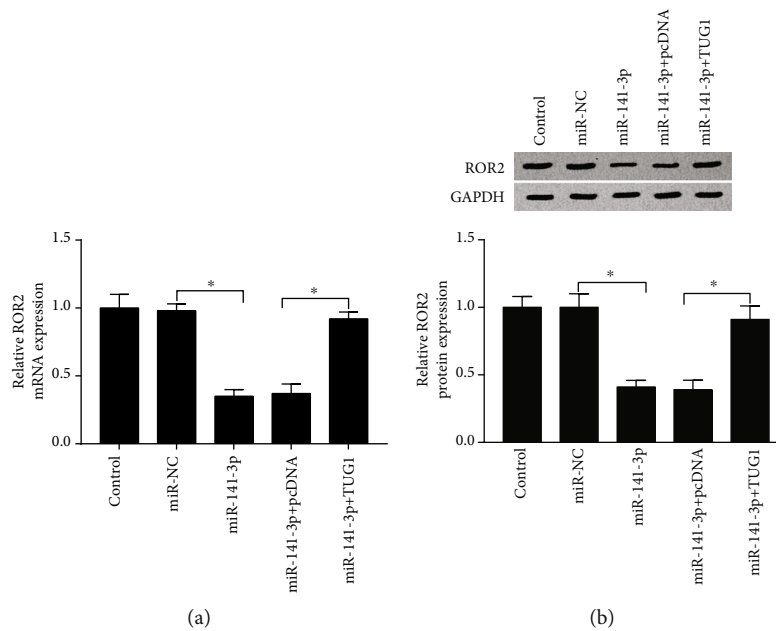 Relative ROR2
mRNA expression
1.5
1.0
0.5
0.0
*
*
Control
miR-NC
miR-141-3p
miR-141-3p+pcDNA
miR-141-3p+TUG1
(a)
Control
miR-NC
miR-141-3p
miR-141-3p+pcDNA
miR-141-3p+TUG1
ROR2
GAPDH
Relative ROR2
protein expression
1.5
1.0
0.5
0.0
*
*
Control
miR-NC
miR-141-3p
miR-141-3p+pcDNA
miR-141-3p+TUG1
(b)